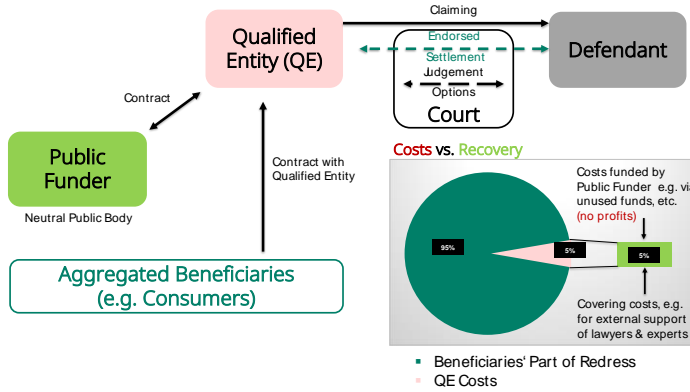 Claiming
Qualified
Entity (QE)
Endorsed
Settlement
Judgement
Options
Court
Defendant
Contract
Public
Funder
Neutral Public Body
Contract with
Qualified Entity
Aggregated Beneficiaries
(e.g. Consumers)
Costs vs. Recovery
Costs funded by
Public Funder e.g. via
unused funds, etc.
(no profits)
95%
5%
5%
Covering costs, e.g.
for external support
of lawyers & experts
Beneficiaries' Part of Redress
QE Costs